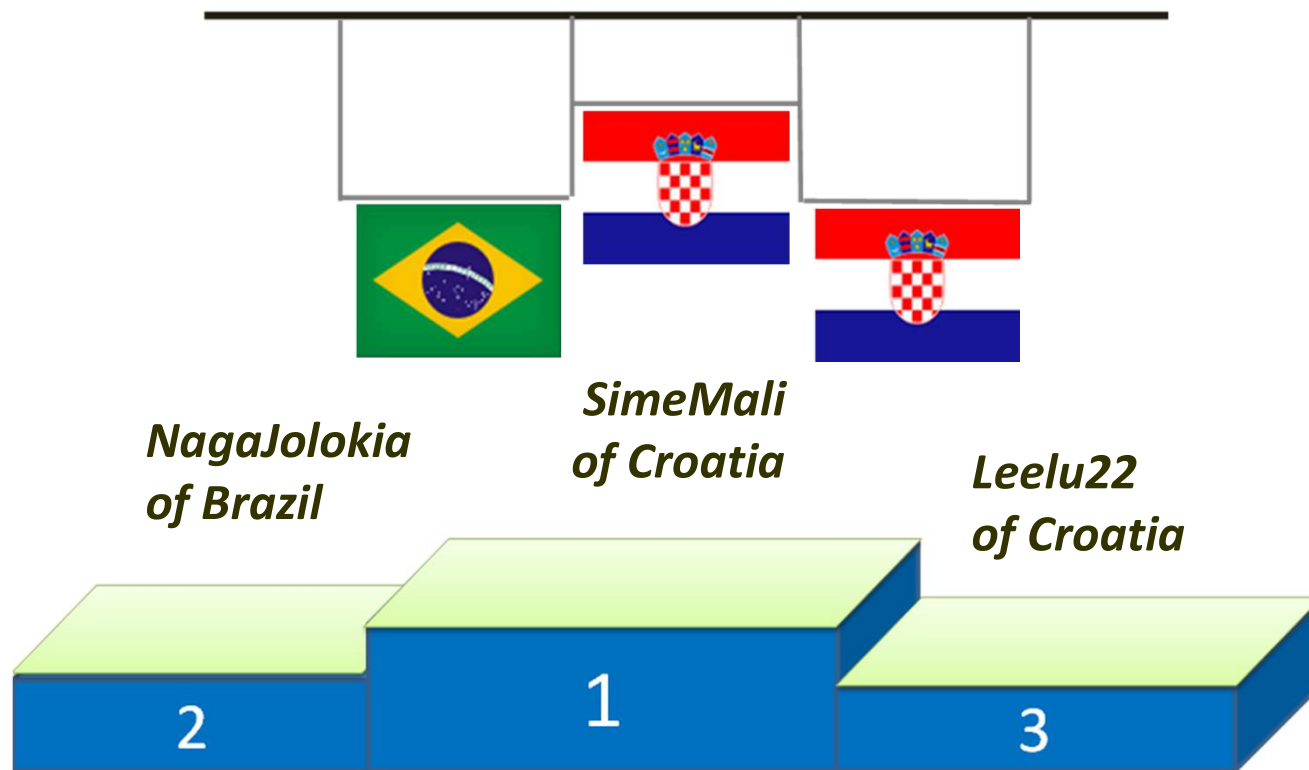 NagaJolokia
of Brazil
SimeMali
of Croatia
Leelu22
of Croatia
2
1
3